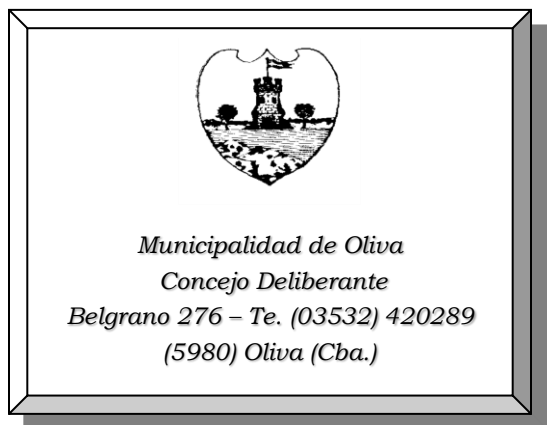 Municipalidad de Oliva
Concejo Deliberante
Belgrano 276 – Te. (03532) 420289
(5980) Oliva (Cba.)